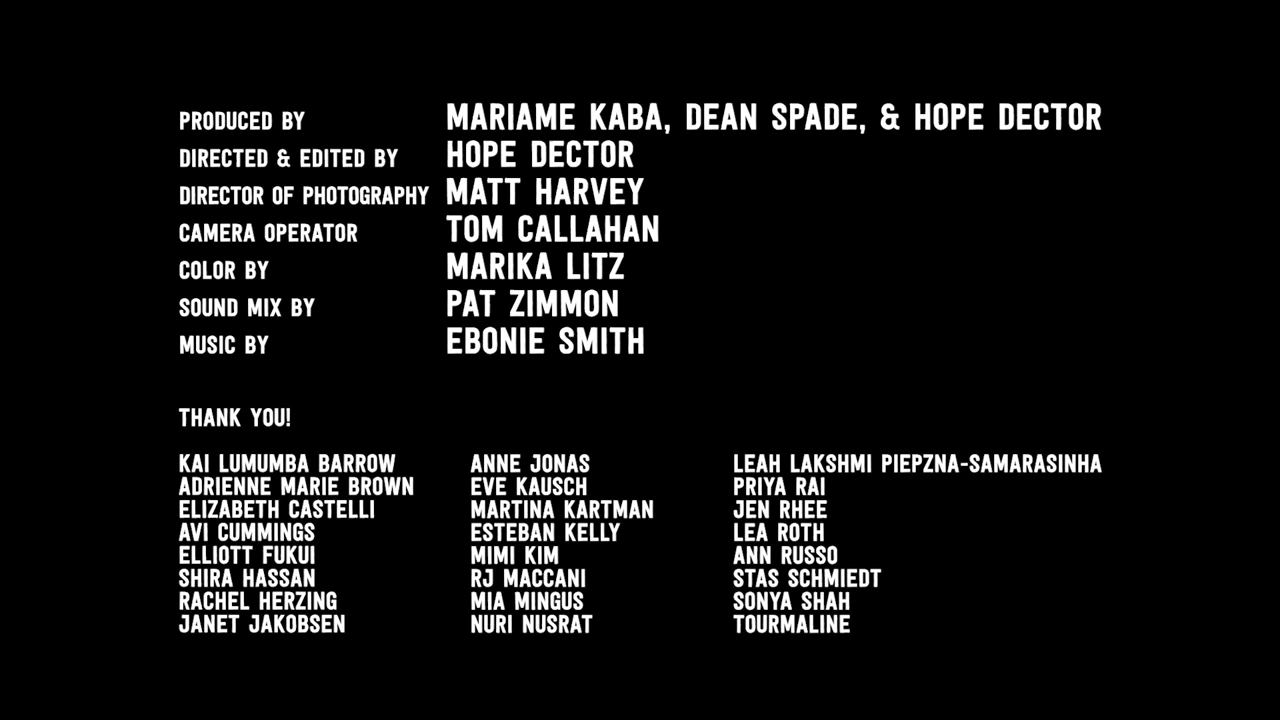 PRODUCED BY MARIAME KABA, DEAN SPADE, & HOPE DECTOR
DIRECTED & EDITED BY HOPE DECTOR
DIRECTOR OF PHOTOGRAPHY MATT HARVEY
CAMERA OPERATOR TOM CALLAHAN
COLOR BY MARIKA LITZ
SOUND MIX BY PAT ZIMMON
MUSIC BY EBONIE SMITH
THANK YOU!
KAI LUMUMBA BARROW
ADRIENNE MARIE BROWN
ELIZABETH CASTELLI
AVI CUMMINGS
ELLIOTT FUKUI
SHIRA HASSAN
RACHEL HERZING
JANET JAKOBSEN
ANNE JONAS
EVE KAUSCH
MARTINA KARTMAN
ESTEBAN KELLY
MIMI KIM
RJ MACCANI
MIA MINGUS
NURI NUSRAT
LEAH LAKSHMI PIEPZNA-SAMARASINHA
PRIYA RAI
JEN RHEE
LEA ROTH
ANN RUSSO
STAS SCHMIEDT
SONYA SHAH
TOURMALINE